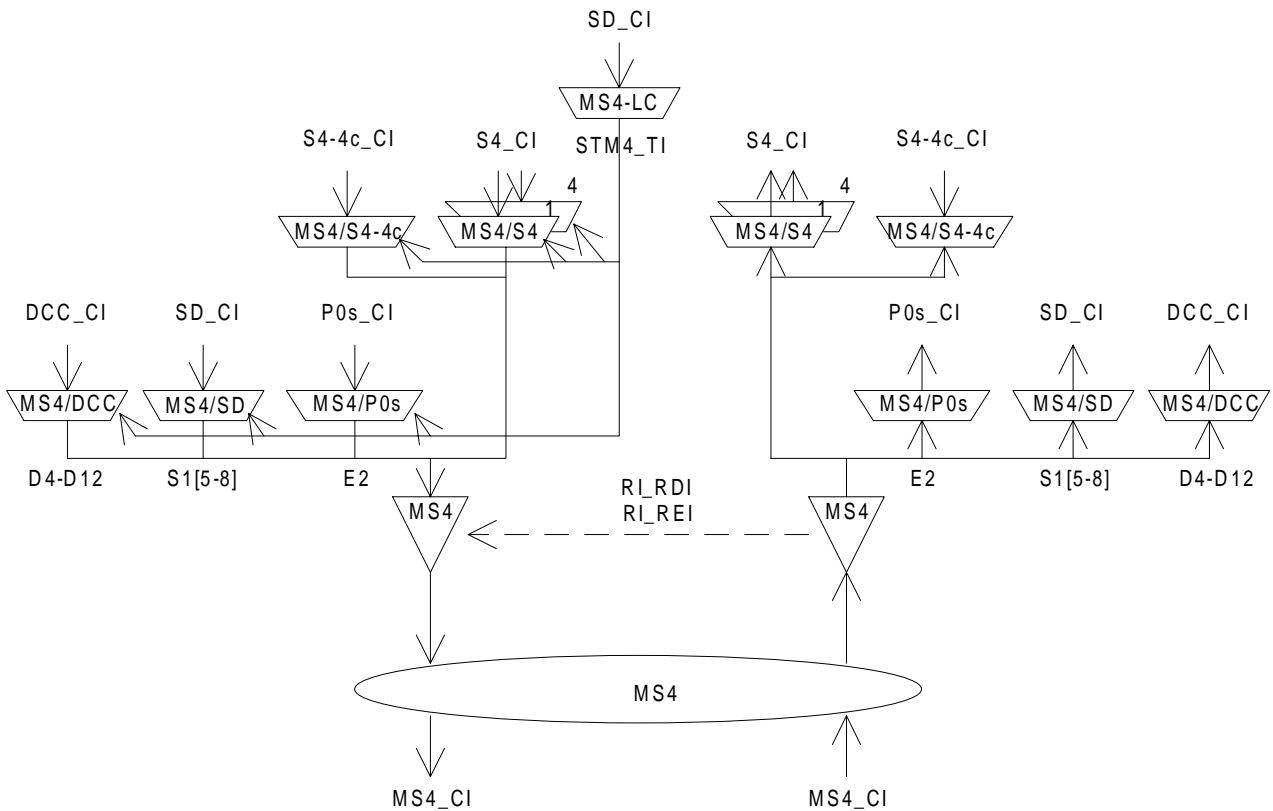 SD_CI
MS4-LC
S4-4c_CI S4_CI STM4_TI S4_CI S4-4c_CI
4 4
1 1
MS4/S4-4c MS4/S4 MS4/S4 MS4/S4-4c
DCC_CI SD_CI P0s_CI P0s_CI SD_CI DCC_CI
MS4/DCC MS4/SD MS4/P0s MS4/P0s MS4/SD MS4/DCC
D4-D12 S1[5-8] E2 E2 S1[5-8] D4-D12
RI_RDI
MS4 RI_REI MS4
MS4
MS4_CI MS4_CI